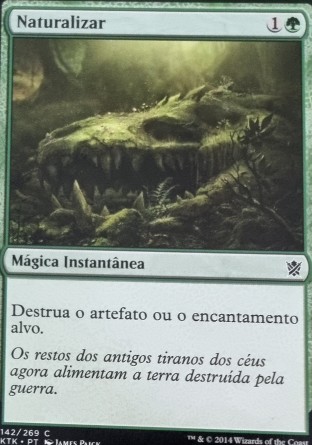 Naturalizar 1
Mágica Instantânea
Destrua o artefato ou o encantamento
alvo.
Os restos dos antigos tiranos dos céus
agora alimentam a terra destruída pela
guerra.
142/269 C
KTK • PT James Paick
™ & © 2014 Wizards of the Coast